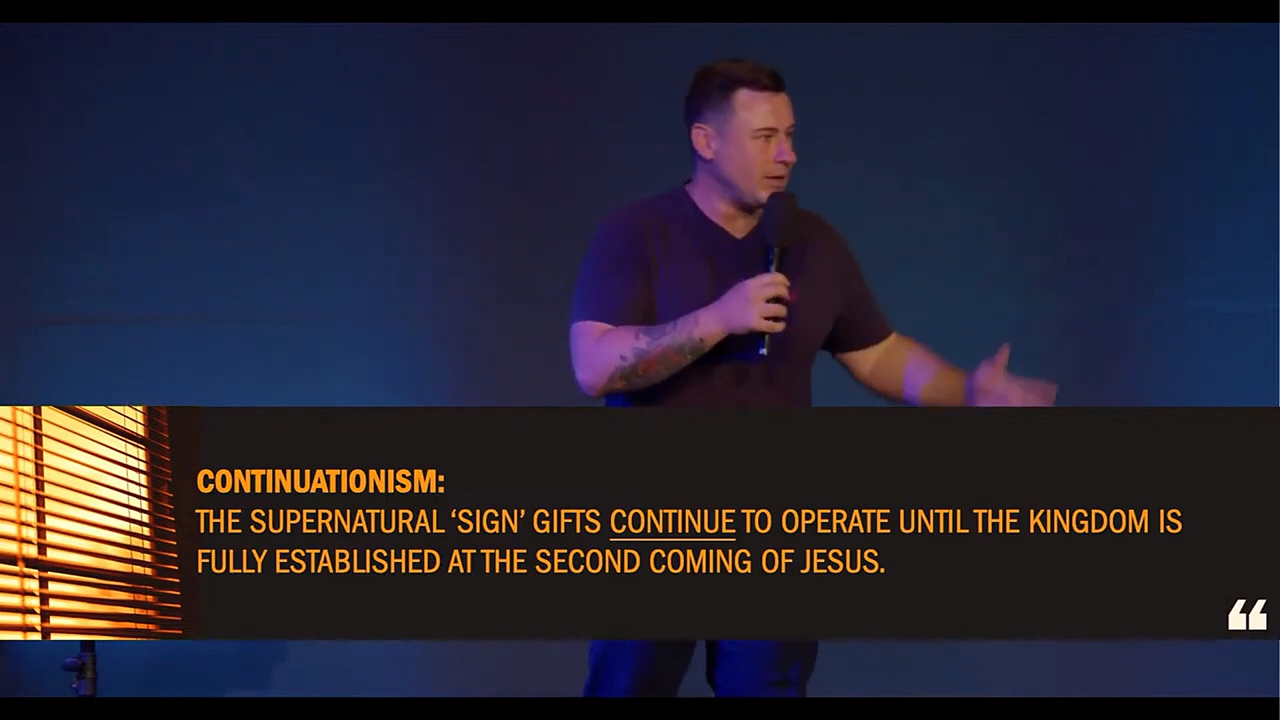 CONTINUATIONISM:
THE SUPERNATURAL ‘SIGN’ GIFTS CONTINUE TO OPERATE UNTIL THE KINGDOM IS
FULLY ESTABLISHED AT THE SECOND COMING OF JESUS.
“